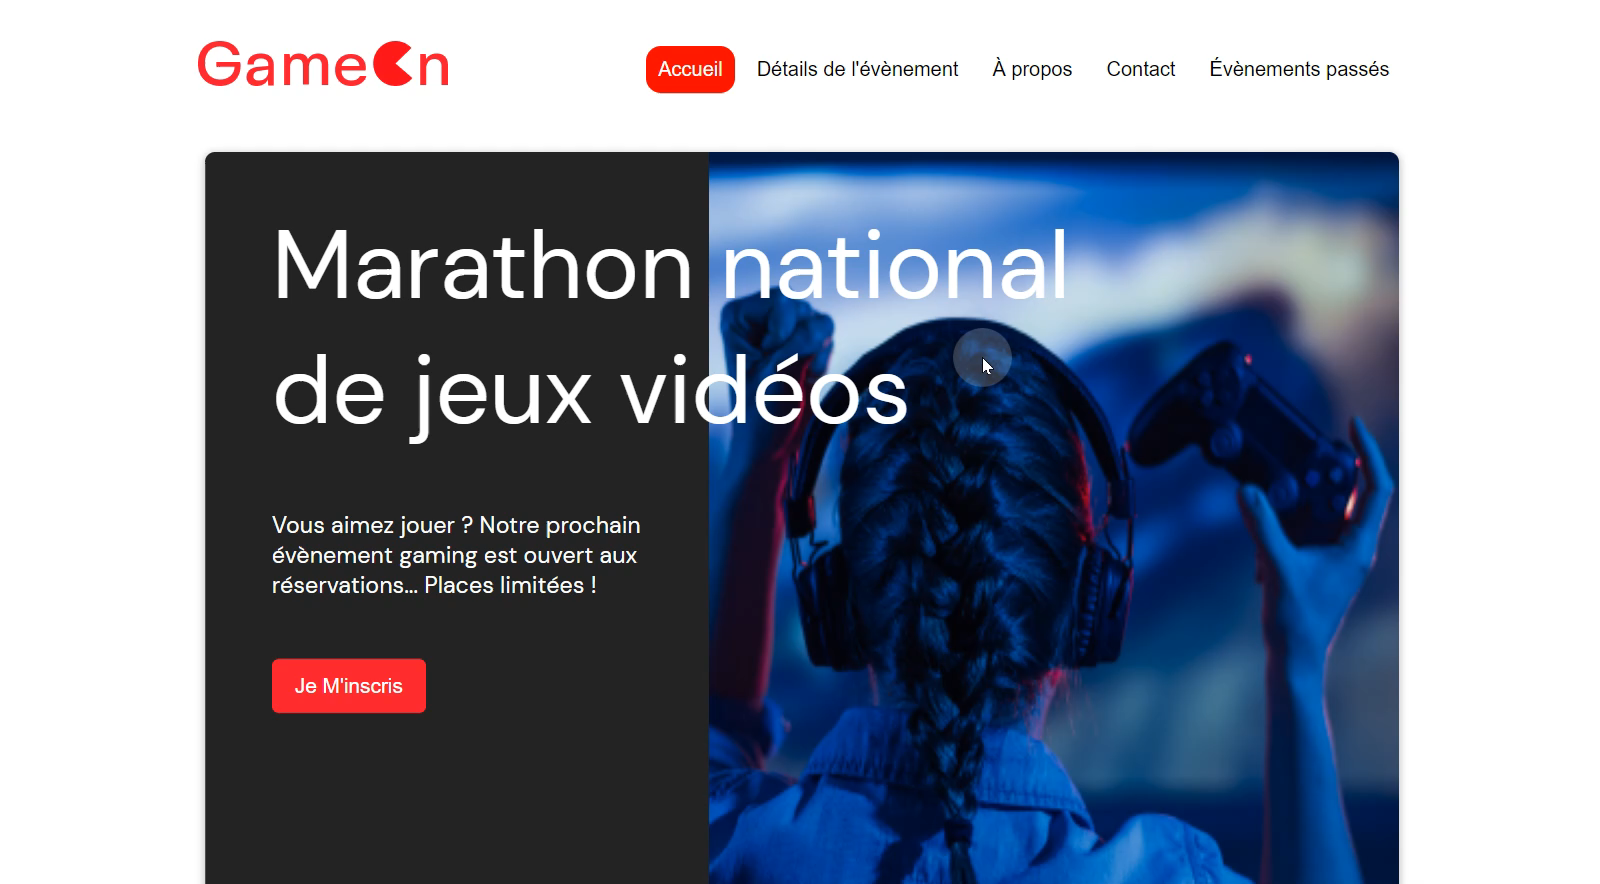 GameOn
Accueil
Détails de l'évènement
À propos
Contact
Évènements passés
Marathon national
de jeux vidéos
Vous aimez jouer ? Notre prochain
évènement gaming est ouvert aux
réservations... Places limitées !
Je M'inscris